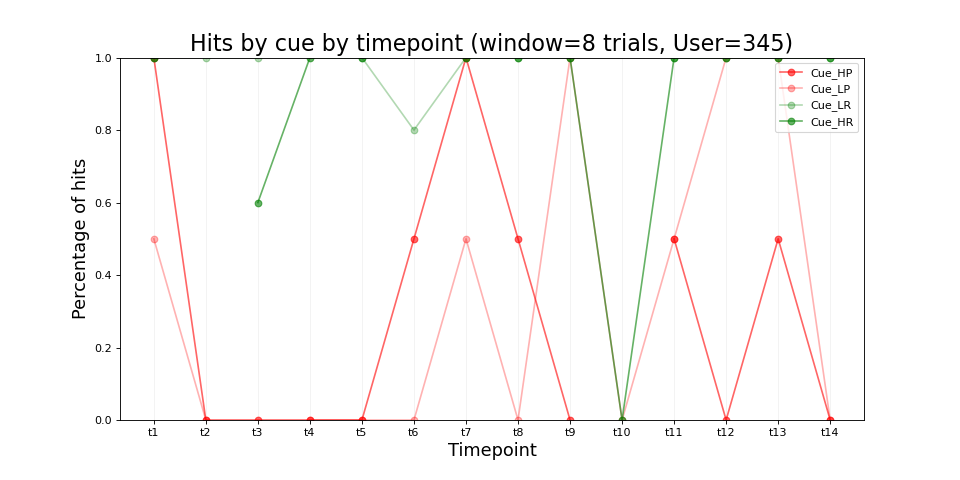 Hits by cue by timepoint (window=8 trials, User=345)
Percentage of hits
1.0
0.8
0.6
0.4
0.2
0.0
Cue_HP
Cue_LP
Cue_LR
Cue_HR
t1 t2 t3 t4 t5 t6 t7 t8 t9 t10 t11 t12 t13 t14
Timepoint